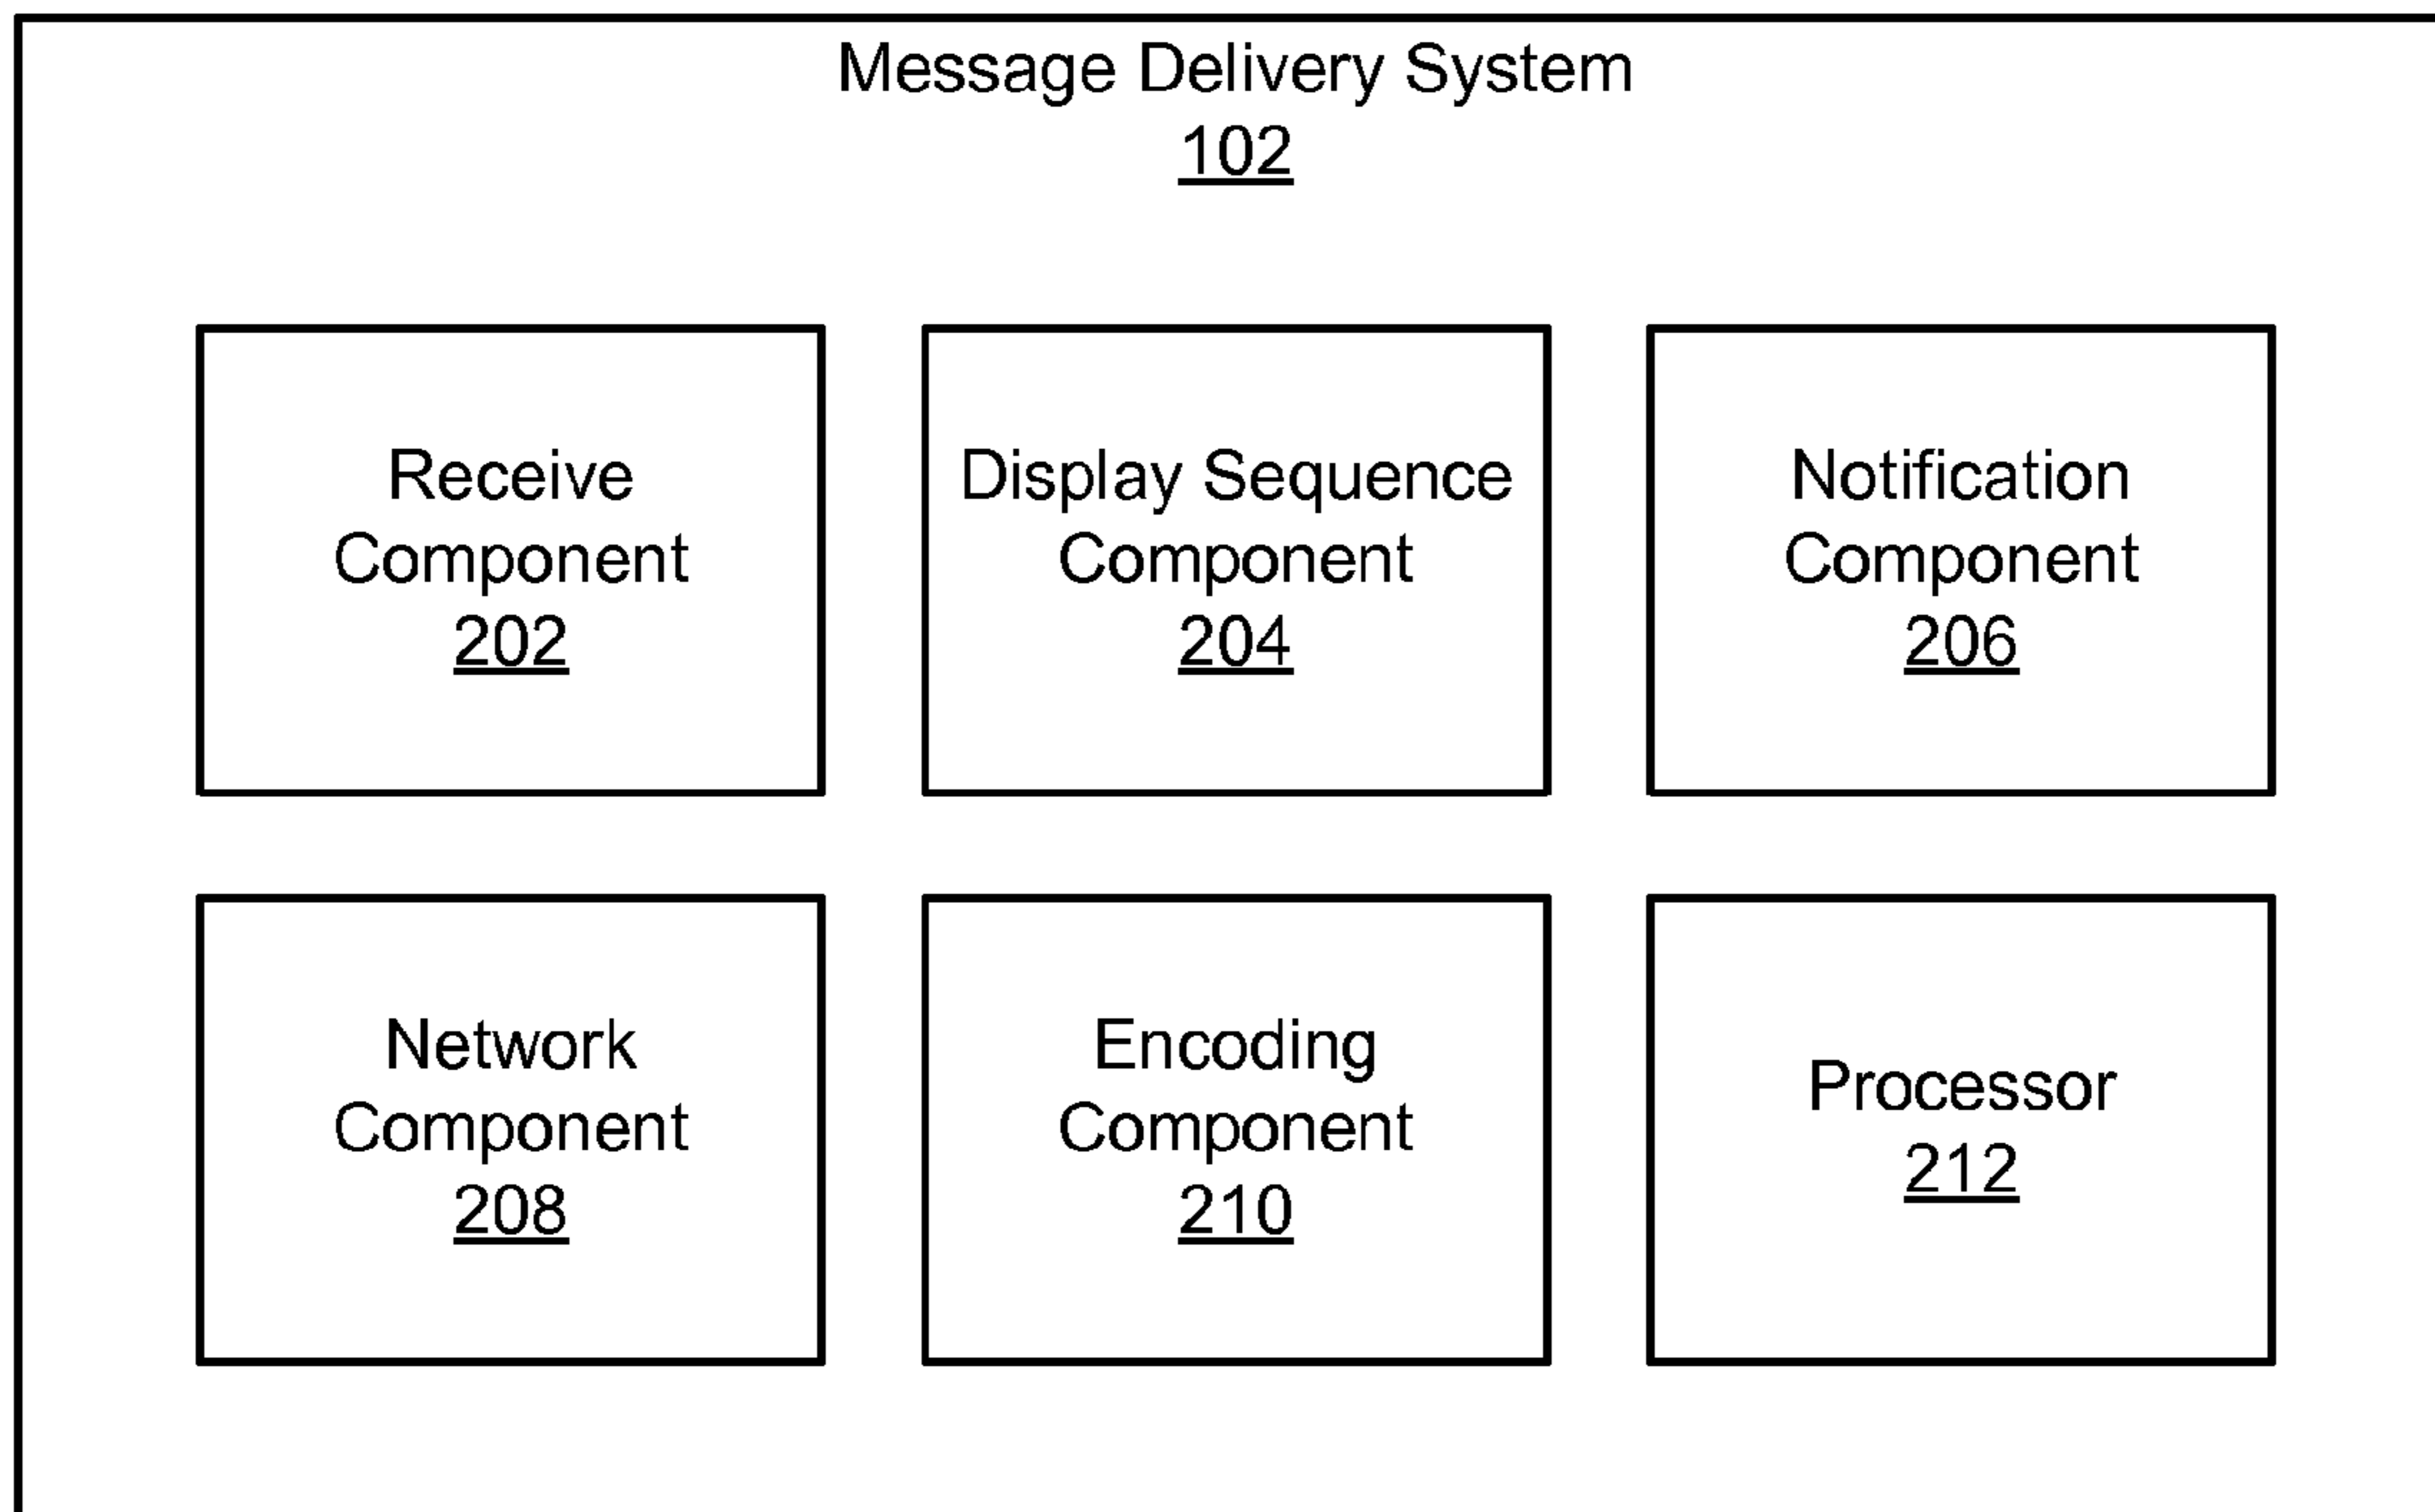 Message Delivery System
102
Receive
Component
202
Display Sequence
Component
204
Notification
Component
206
Network
Component
208
Encoding
Component
210
Processor
212